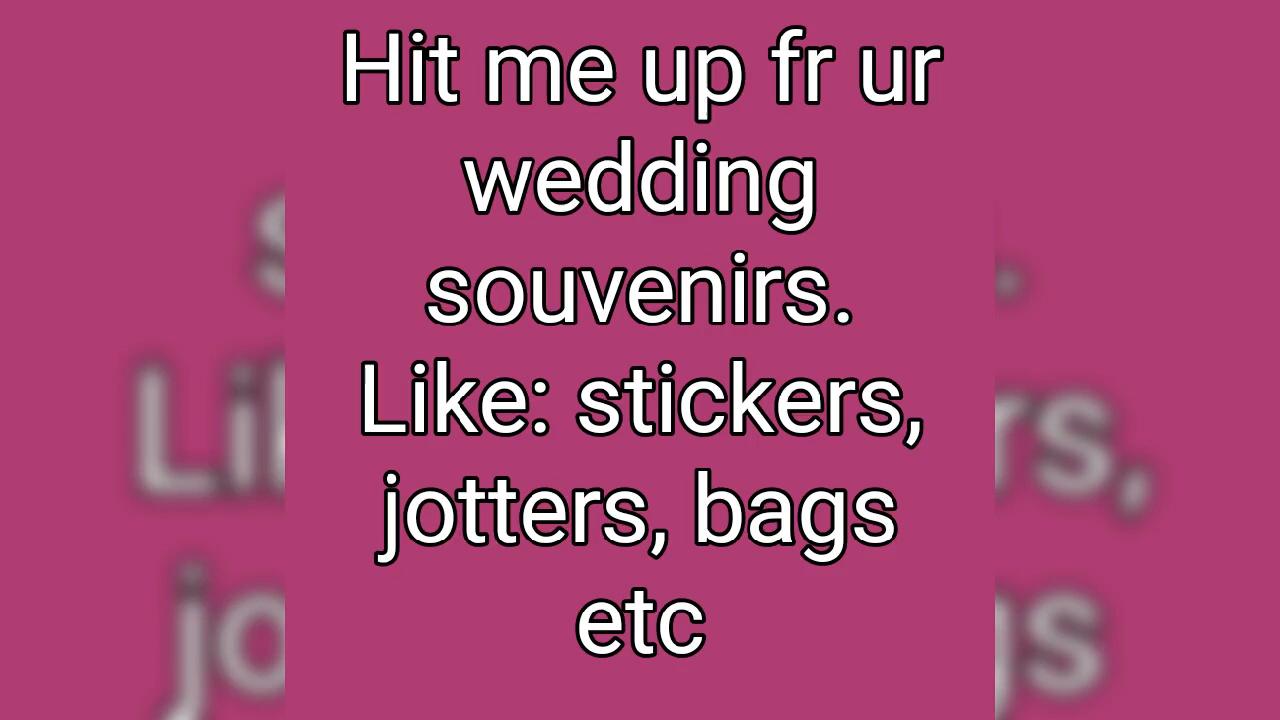 Hit me up fr ur
wedding
souvenirs.
Like: stickers,
jotters, bags
etc